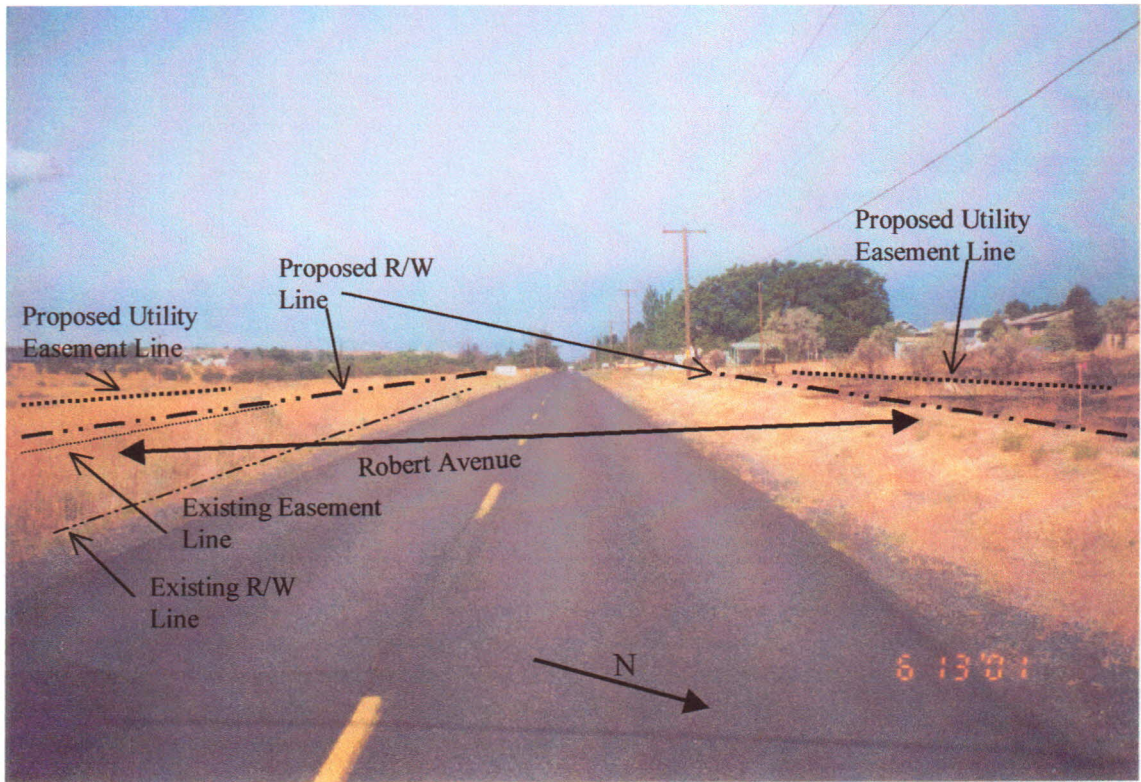 Proposed Utility
Easement Line
Proposed R/W
Line
Proposed Utility
Easement Line
Robert Avenue
Existing Easement
Line
Existing R/W
Line
N
6 13'01